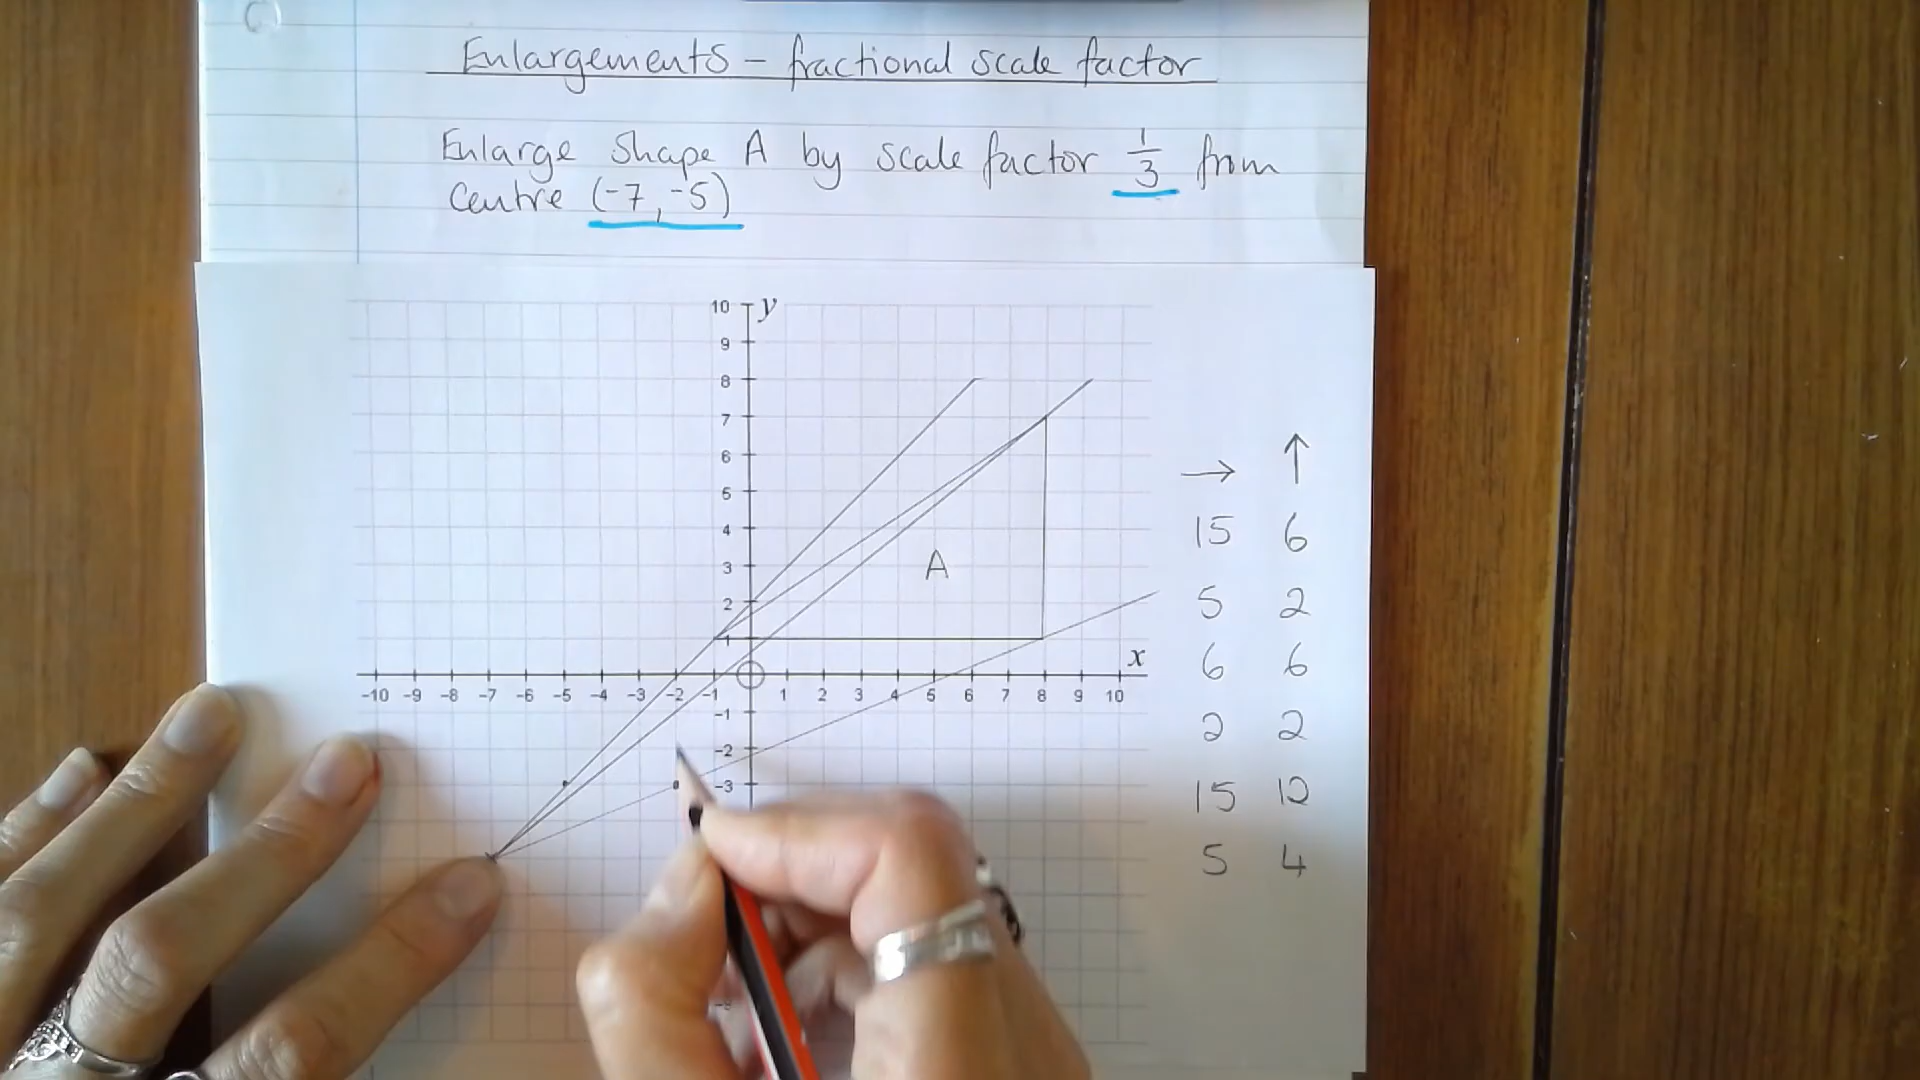 Enlargements – fractional scale factor
Enlarge shape A by scale factor 1/3 from
Centre (-7,-5)
10 y
9
8
7
6
5
4
3
2
1
A
x
-10 -9 -8 -7 -6 -5 -4 -3 -2 -1 1 2 3 4 5 6 7 8 9 10
-1
-2
-3
→ ↑
15 6
5 2
6 6
2 2
15 12
5 4